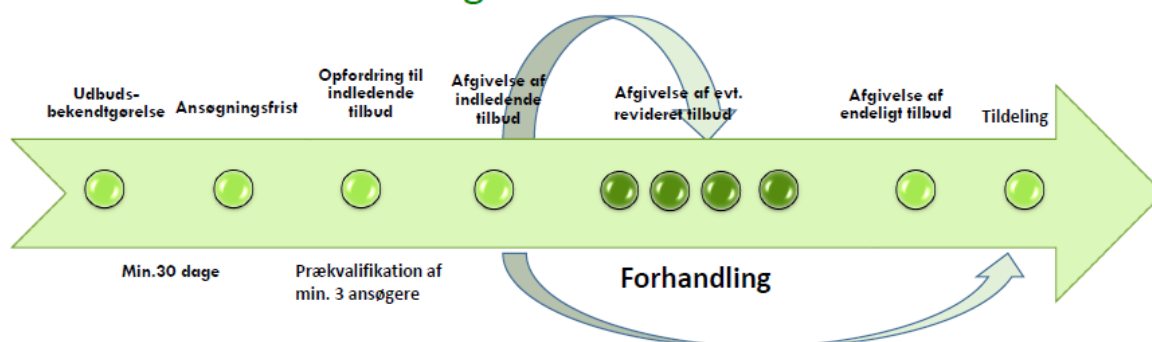 Udbuds-
bekendtgørelse
Ansøgningsfrist
Opfordring til
indledende
tilbud
Afgivelse af
indledende
tilbud
Afgivelse af evt.
revideret tilbud
Afgivelse af
endeligt tilbud
Tildeling
Min.30 dage
Prækvalifikation af
min. 3 ansøgere
Forhandling